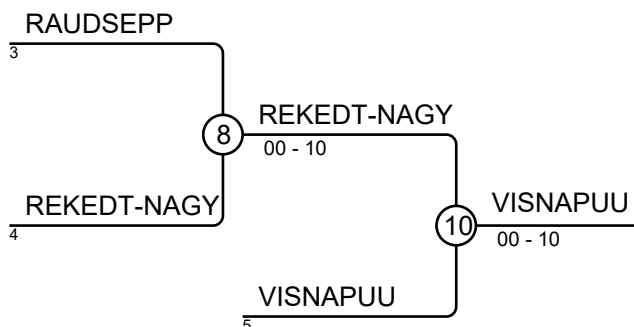 RAUDSEPP
3
8
REKEDT-NAGY
00 - 10
REKEDT-NAGY
4
10
VISNAPUU
00 - 10
VISNAPUU
5